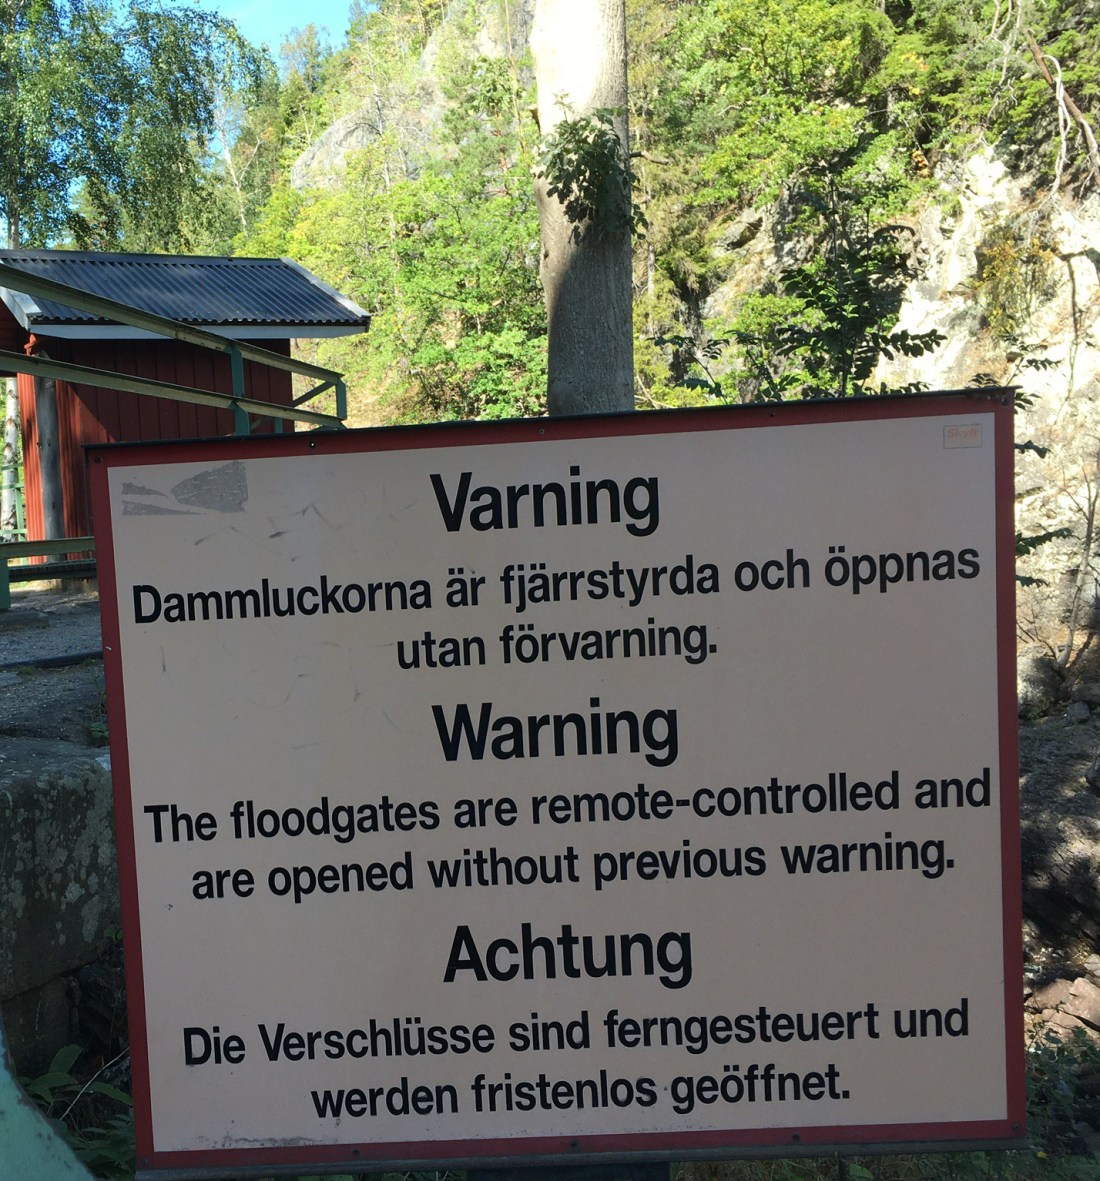 Skylt
Varning
Dammluckorna är fjärrstyrda och öppnas
utan förvarning.
Warning
The floodgates are remote-controlled and
are opened without previous warning.
Achtung
Die Verschlüsse sind ferngesteuert und
werden fristenlos geöffnet.